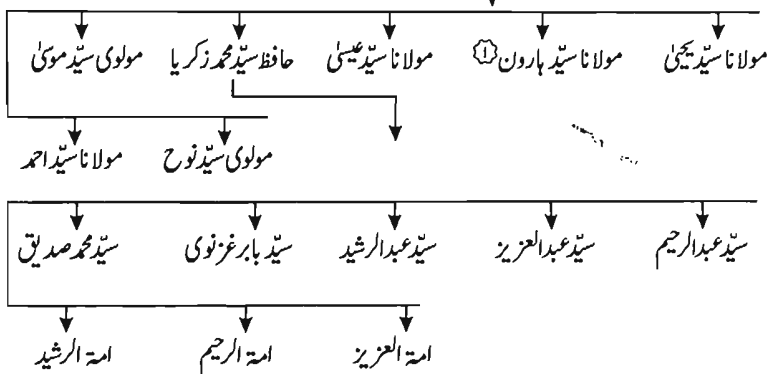 مولانا سیّد یحییٰ مولانا سیّد ہارون ① مولانا سیّد عیسیٰ حافظ سیّد محمد زکریا مولوی سیّد موسیٰ
مولوی سیّد نوح مولانا سیّد احمد
سیّد عبدالرحیم سیّد عبدالعزیز سیّد عبدالرشید سیّد بابر غزنوی سیّد محمد صدیق
امۃ العزیز امۃ الرحیم امۃ الرشید